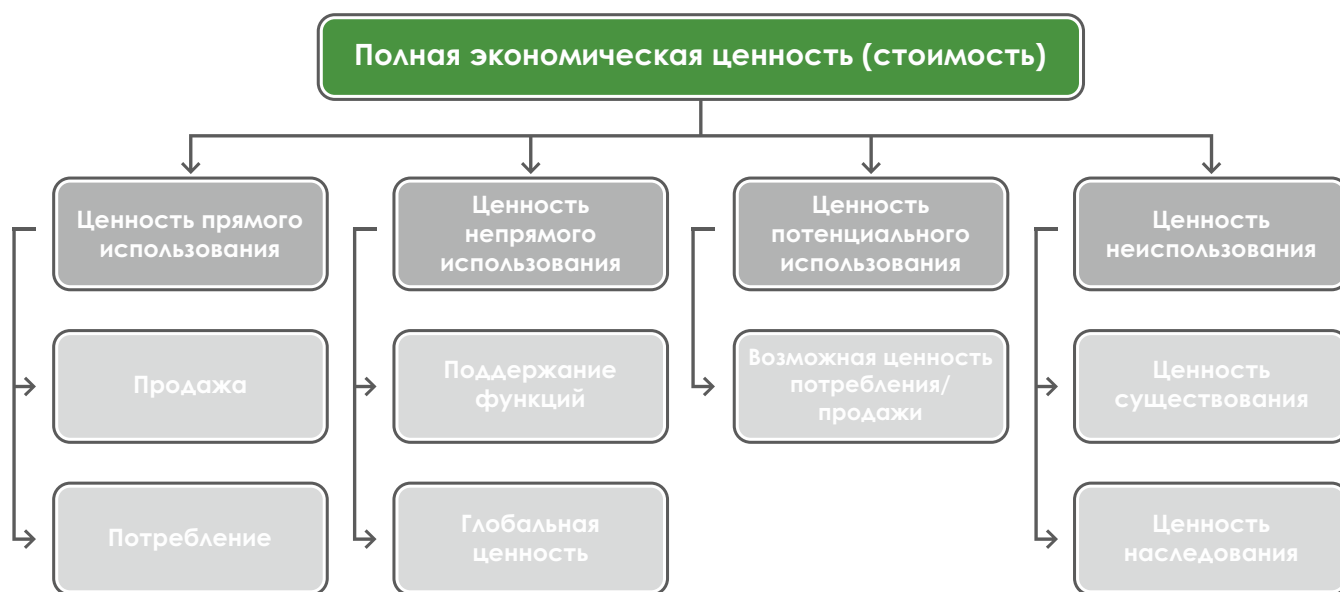 Полная экономическая ценность (стоимость)
Ценность прямого
использования
Ценность
непрямого
использования
Ценность
потенциального
использования
Ценность
неиспользования
Продажа
Поддержание
функций
Возможная ценность
потребления/
продажи
Ценность
существования
Потребление
Глобальная
ценность
Ценность
наследования